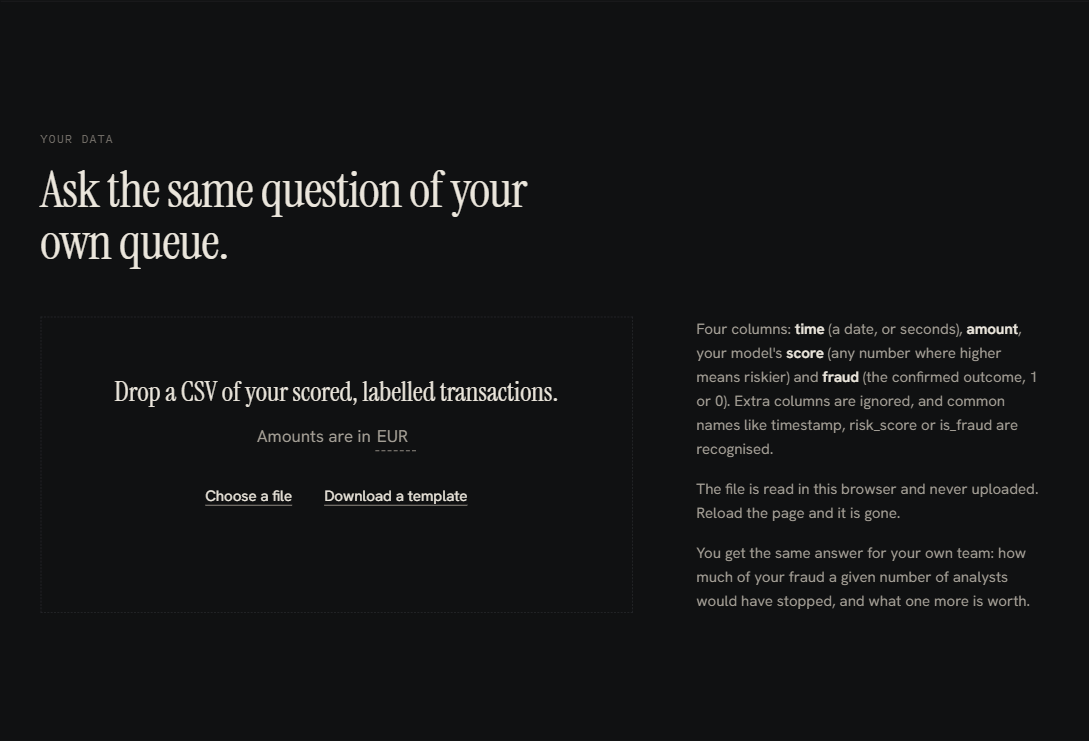 YOUR DATA
Ask the same question of your
own queue.
Drop a CSV of your scored, labelled transactions.
Amounts are in EUR
Choose a file Download a template
Four columns: time (a date, or seconds), amount,
your model's score (any number where higher
means riskier) and fraud (the confirmed outcome, 1
or 0). Extra columns are ignored, and common
names like timestamp, risk_score or is_fraud are
recognised.
The file is read in this browser and never uploaded.
Reload the page and it is gone.
You get the same answer for your own team: how
much of your fraud a given number of analysts
would have stopped, and what one more is worth.